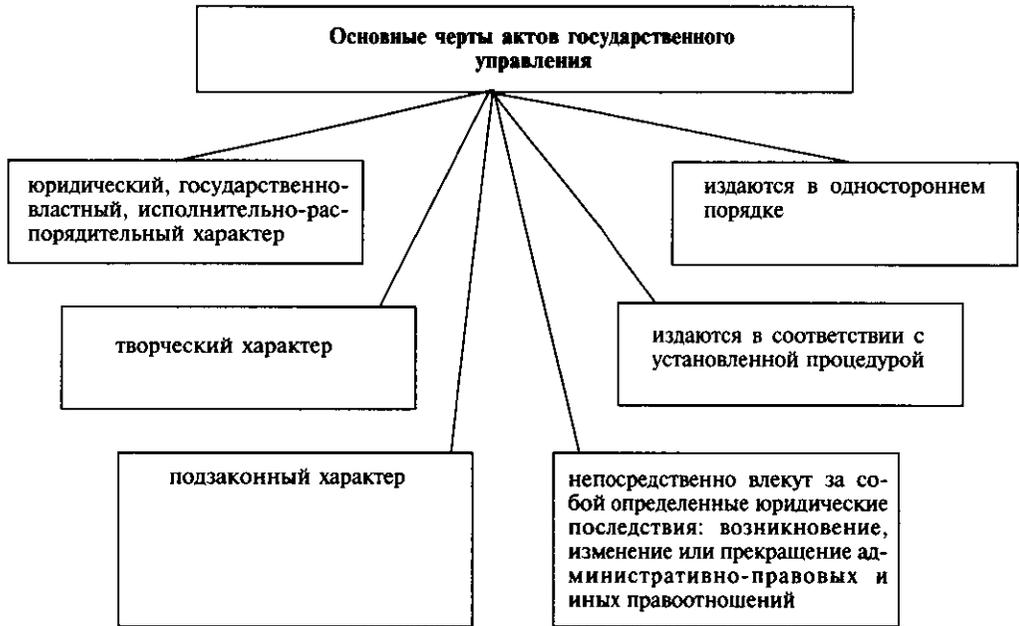 Основные черты актов государственного
управления
юридический, государственно-
властный, исполнительно-рас-
порядительный характер
издаются в одностороннем
порядке
творческий характер
издаются в соответствии с
установленной процедурой
подзаконный характер
непосредственно влекут за со-
бой определенные юридические
последствия: возникновение,
изменение или прекращение ад-
министративно-правовых и
иных правоотношений